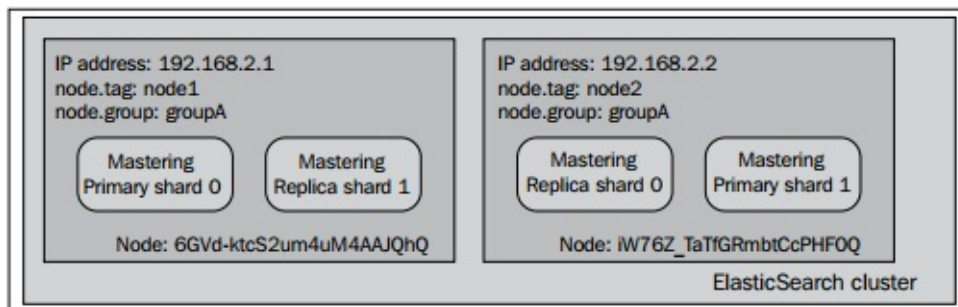 IP address: 192.168.2.1
node.tag: node1
node.group: groupA
Mastering
Primary shard 0
Mastering
Replica shard 1
Node: 6GVd-ktcS2um4uM4AAJQhQ
IP address: 192.168.2.2
node.tag: node2
node.group: groupA
Mastering
Replica shard 0
Mastering
Primary shard 1
Node: iW76Z_TaTfGRmbtCcPHF0Q
ElasticSearch cluster